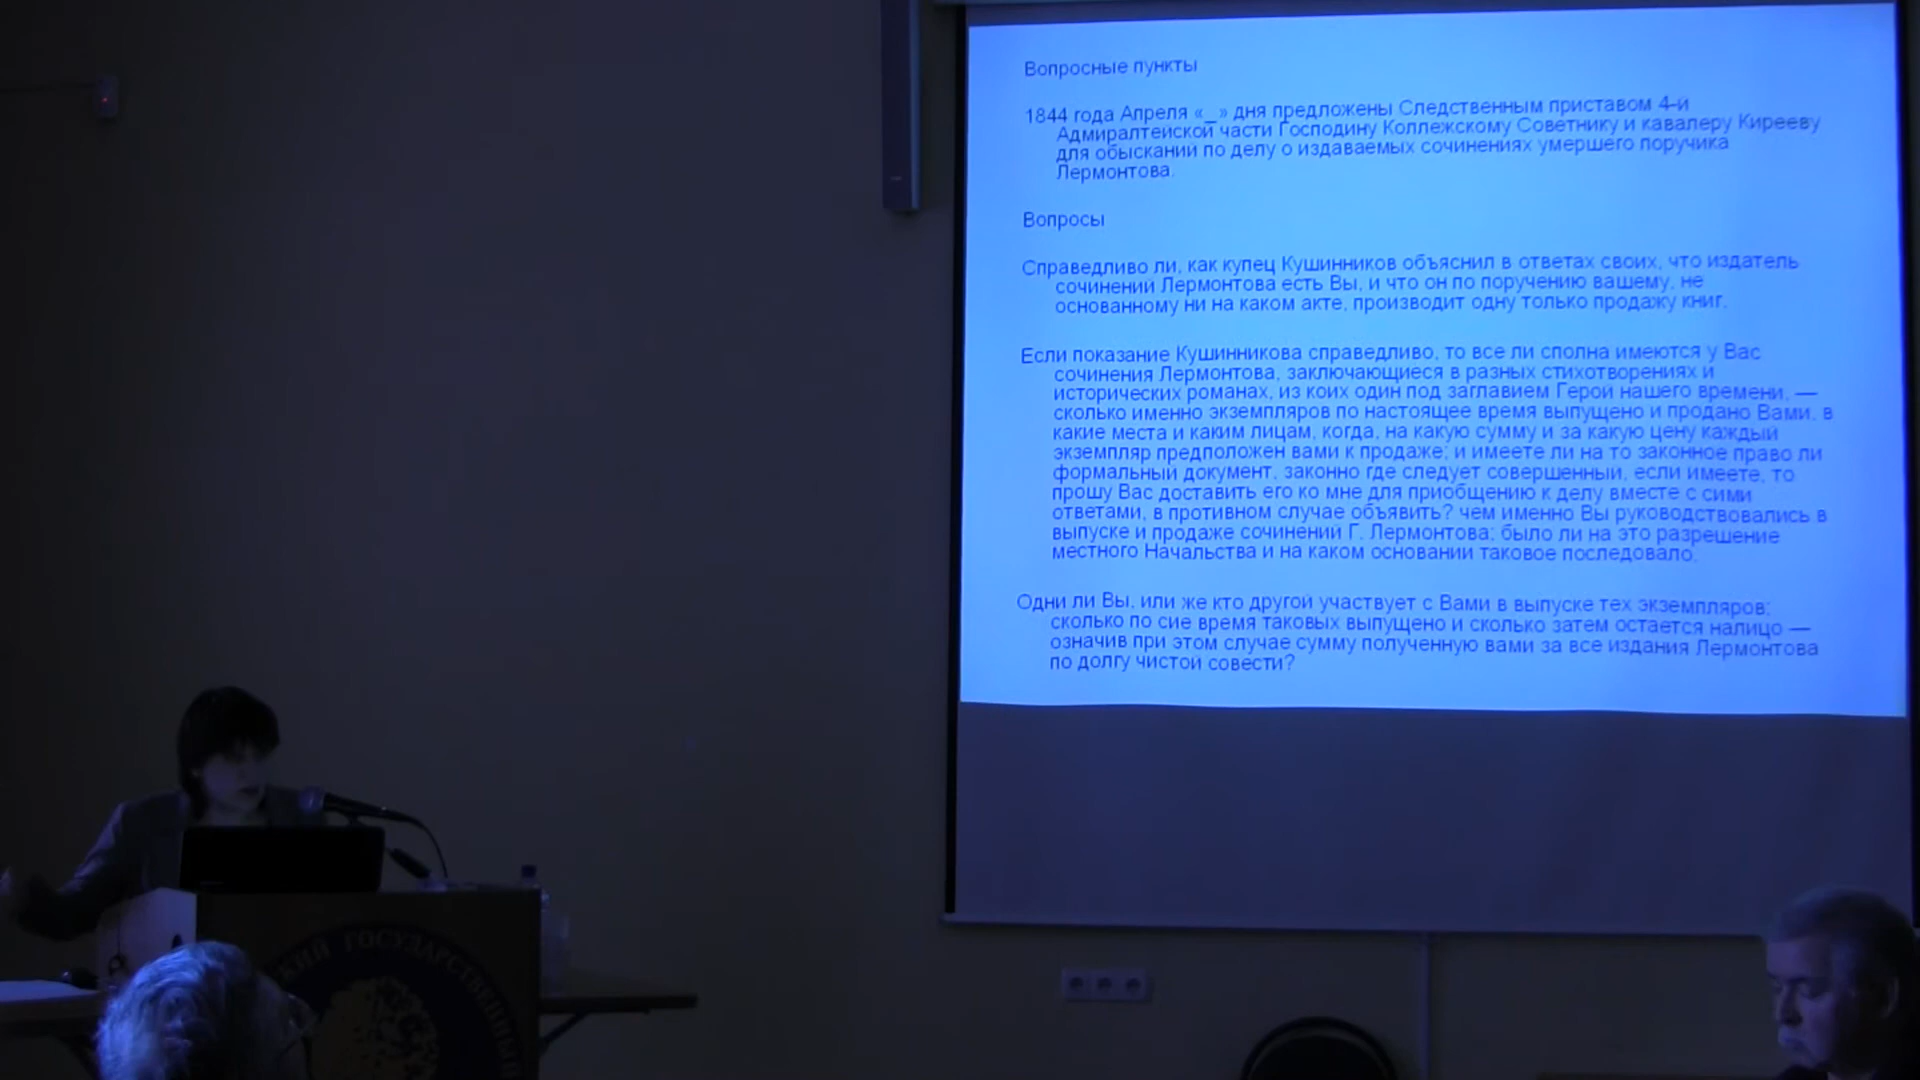 Вопросные пункты
1844 года Апреля «_» дня предложены Следственным приставом 4-й
Адмиралтейской части Господину Коллежскому Советнику и кавалеру Кирееву
для обыскании по делу о издаваемых сочинениях умершего поручика
Лермонтова.
Вопросы
Справедливо ли, как купец Кушинников объяснил в ответах своих, что издатель
сочинений Лермонтова есть Вы, и что он по поручению вашему, не
основанному ни на каком акте, производит одну только продажу книг.
Если показание Кушинникова справедливо, то все ли сполна имеются у Вас
сочинения Лермонтова, заключающиеся в разных стихотворениях и
исторических романах, из коих один под заглавием Герой нашего времени, —
сколько именно экземпляров по настоящее время выпущено и продано Вами, в
какие места и каким лицам, когда, на какую сумму и за какую цену каждый
экземпляр предположен вами к продаже; и имеете ли на то законное право ли
формальный документ, законно где следует совершенный, если имеете, то
прошу Вас доставить его ко мне для приобщению к делу вместе с сими
ответами, в противном случае объявить? чем именно Вы руководствовались в
выпуске и продаже сочинений Г. Лермонтова; было ли на это разрешение
местного Начальства и на каком основании таковое последовало.
Одни ли Вы, или же кто другой участвует с Вами в выпуске тех экземпляров;
сколько по сие время таковых выпущено и сколько затем остается налицо —
означив при этом случае сумму полученную вами за все издания Лермонтова
по долгу чистой совести?
ГОСУДАРСТВЕННЫЙ